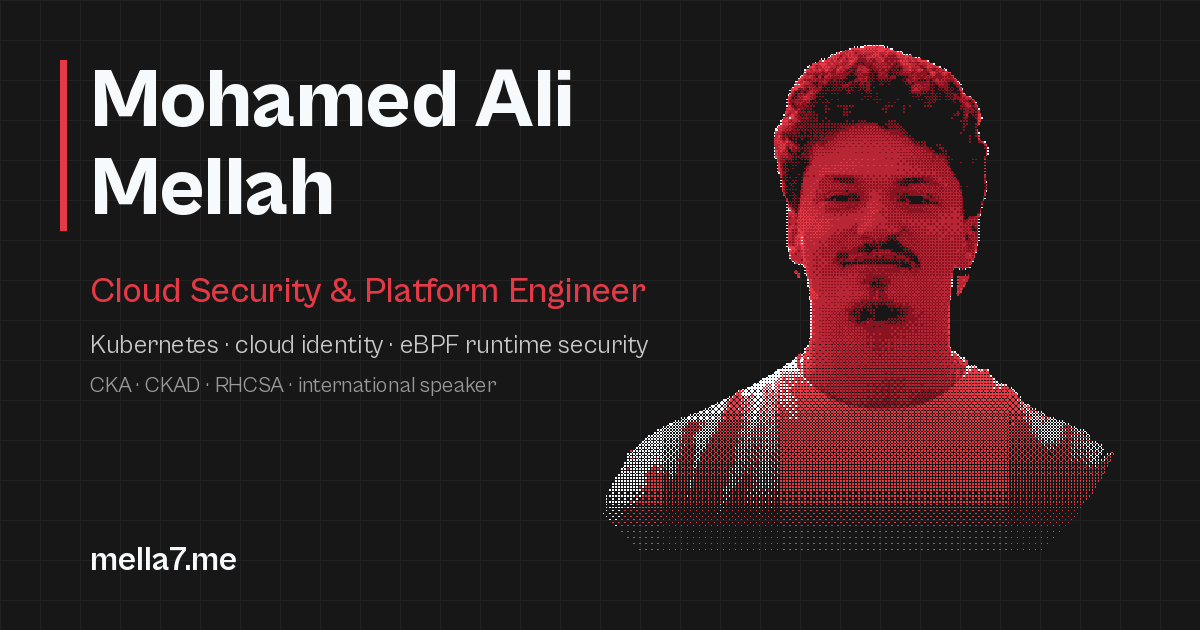 Mohamed Ali
Mellah
Cloud Security & Platform Engineer
Kubernetes · cloud identity · eBPF runtime security
CKA · CKAD · RHCSA · international speaker
mella7.me